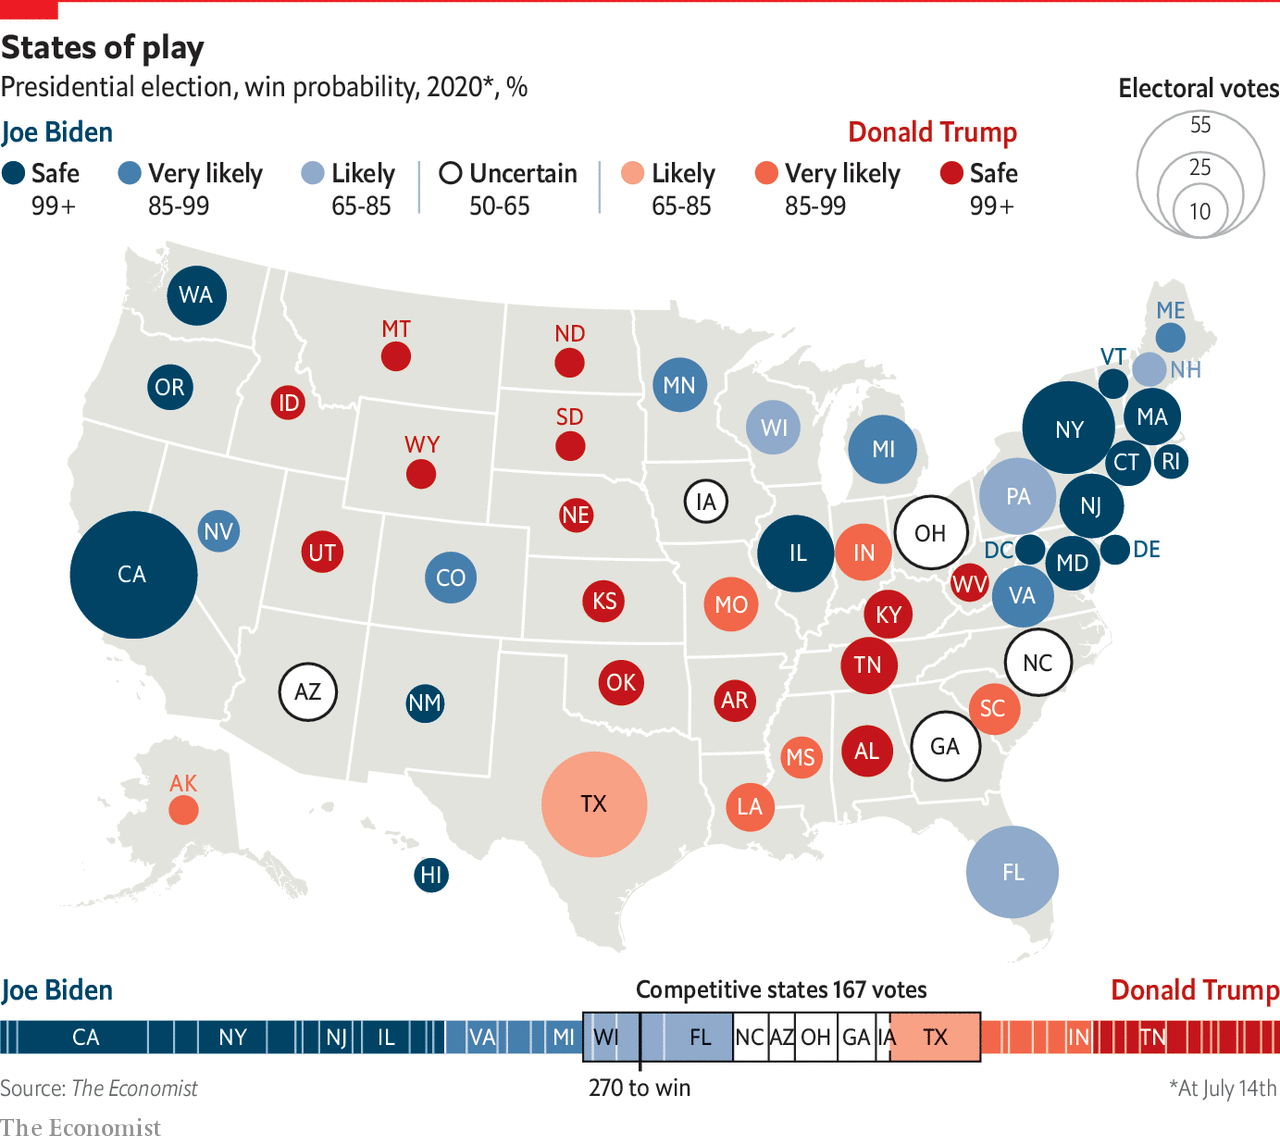 States of play
Presidential election, win probability, 2020*, %
Electoral votes
55
25
10
Joe Biden
Donald Trump
Safe
99+
Very likely
85-99
Likely
65-85
Uncertain
50-65
Likely
65-85
Very likely
85-99
Safe
99+
WA
MT
ND
ME
VT
NH
OR
ID
MN
MA
WY
SD
WI
MI
NY
CT
RI
IA
PA
NJ
NE
NV
UT
OH
DC
DE
CA
CO
IL
IN
MD
WV
VA
KS
MO
KY
NC
TN
AZ
NM
OK
AR
SC
GA
MS
AL
AK
TX
LA
HI
FL
Joe Biden
Competitive states 167 votes
Donald Trump
CA NY NJ IL VA MI WI FL NC AZ OH GA IA TX IN TN
270 to win
Source: The Economist
*At July 14th
The Economist